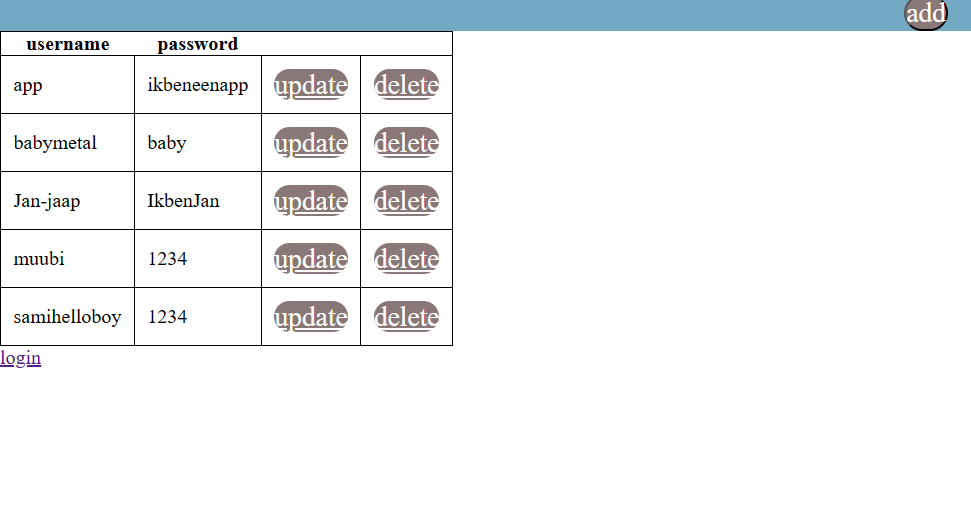 add
username password
app ikbeneenapp update delete
babymetal baby update delete
Jan-jaap IkbenJan update delete
muubi 1234 update delete
samihelloboy 1234 update delete
login